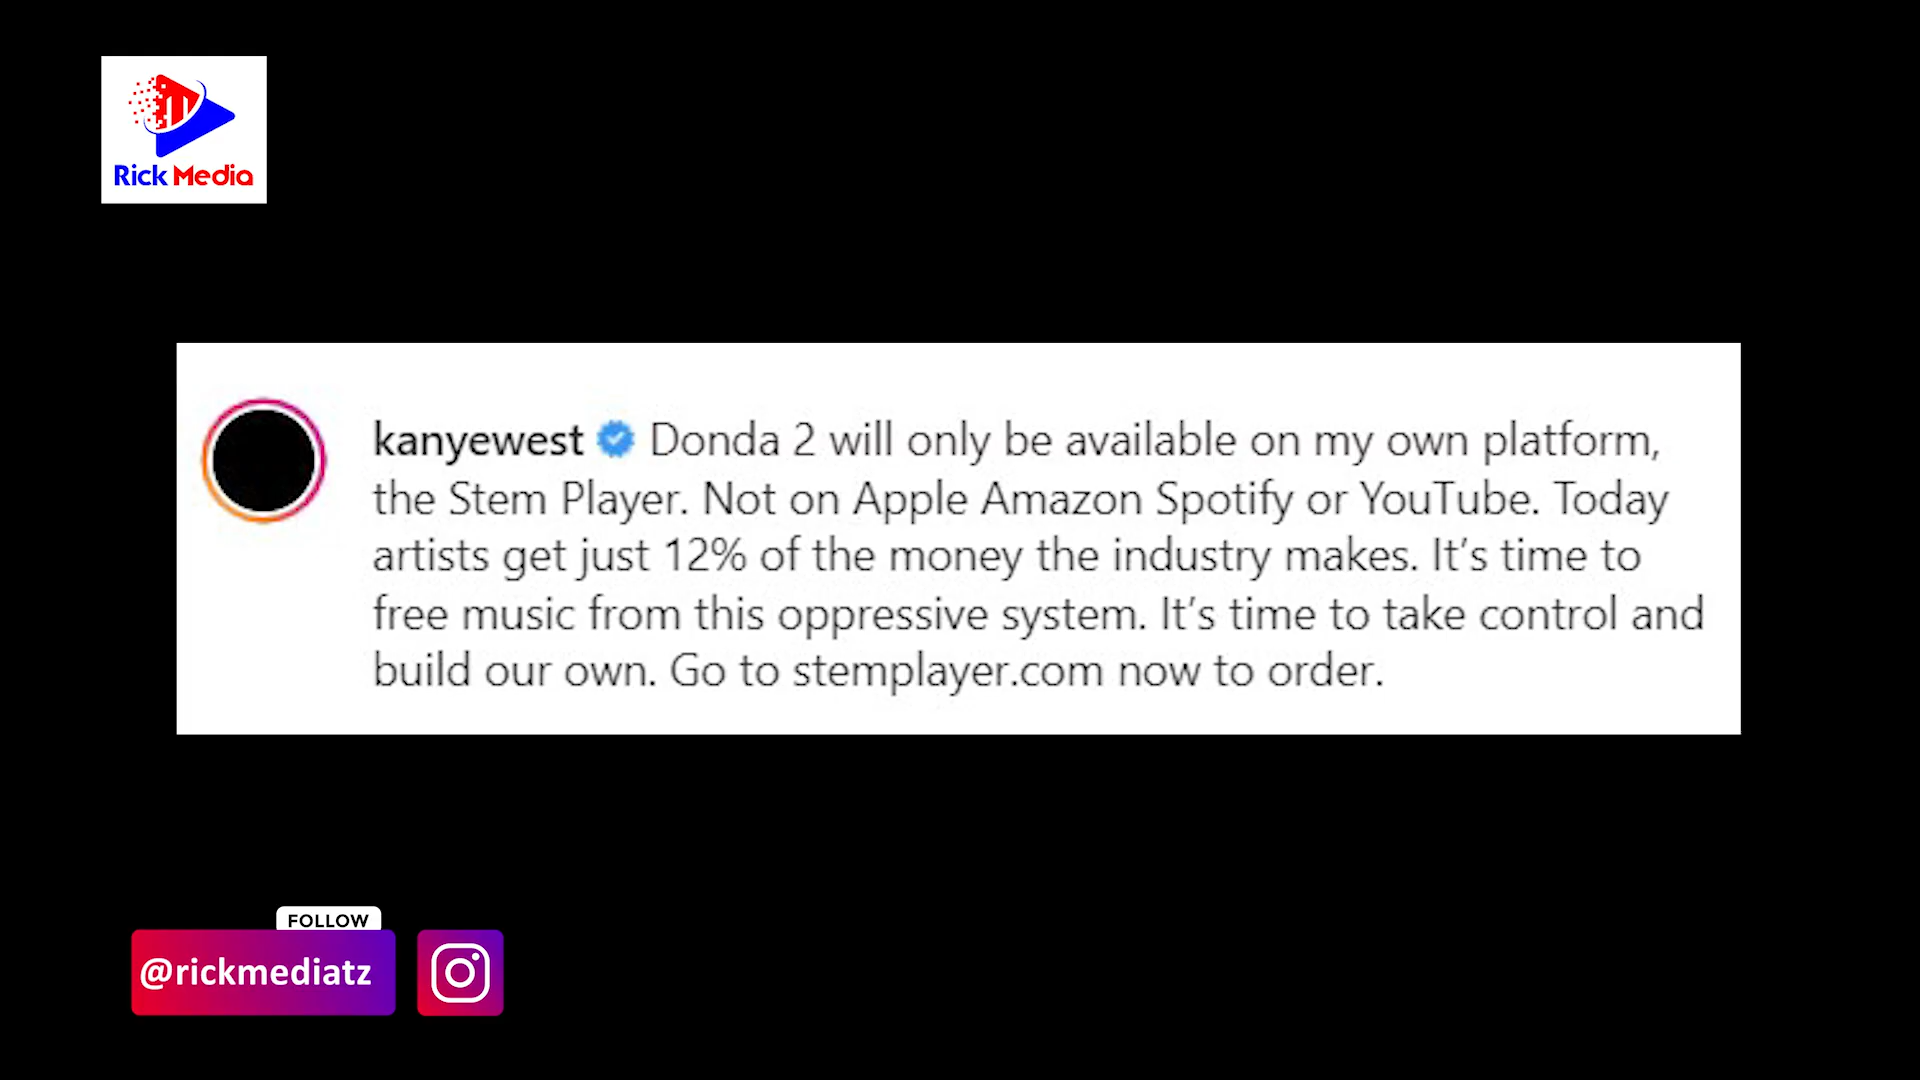 Rick Media
kanyewest Donda 2 will only be available on my own platform,
the Stem Player. Not on Apple Amazon Spotify or YouTube. Today
artists get just 12% of the money the industry makes. It’s time to
free music from this oppressive system. It’s time to take control and
build our own. Go to stemplayer.com now to order.
FOLLOW
@rickmediatz